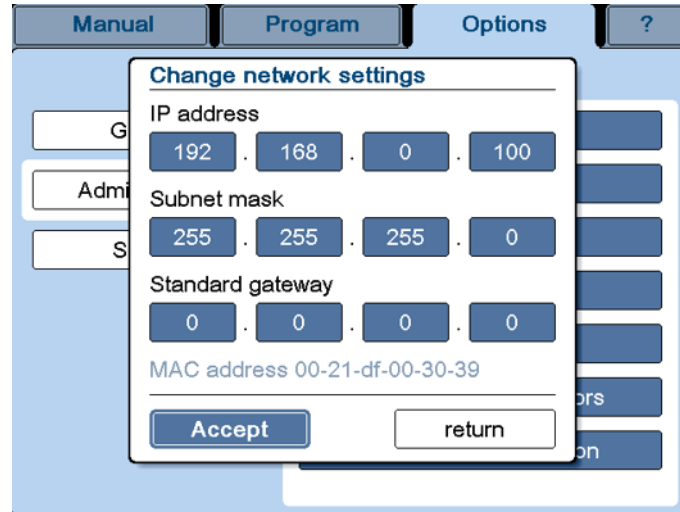 Manual Program Options ?
Change network settings
IP address
192 . 168 . 0 . 100
Subnet mask
255 . 255 . 255 . 0
Standard gateway
0 . 0 . 0 . 0
MAC address 00-21-df-00-30-39
Accept return